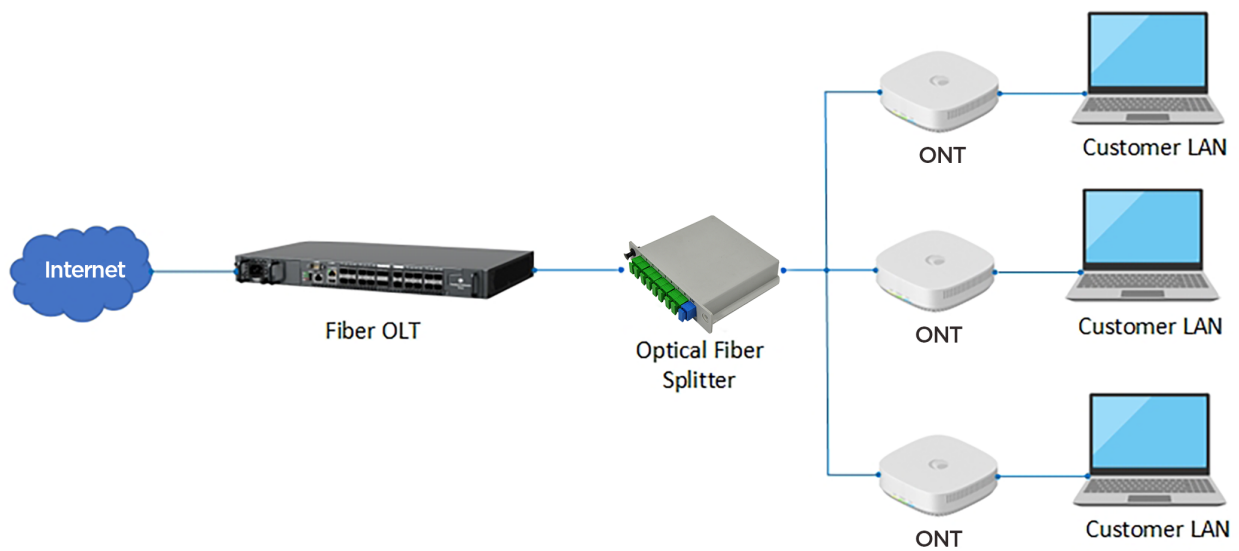 ONT
Customer LAN
Internet
Fiber OLT
Optical Fiber
Splitter
ONT
Customer LAN
ONT
Customer LAN